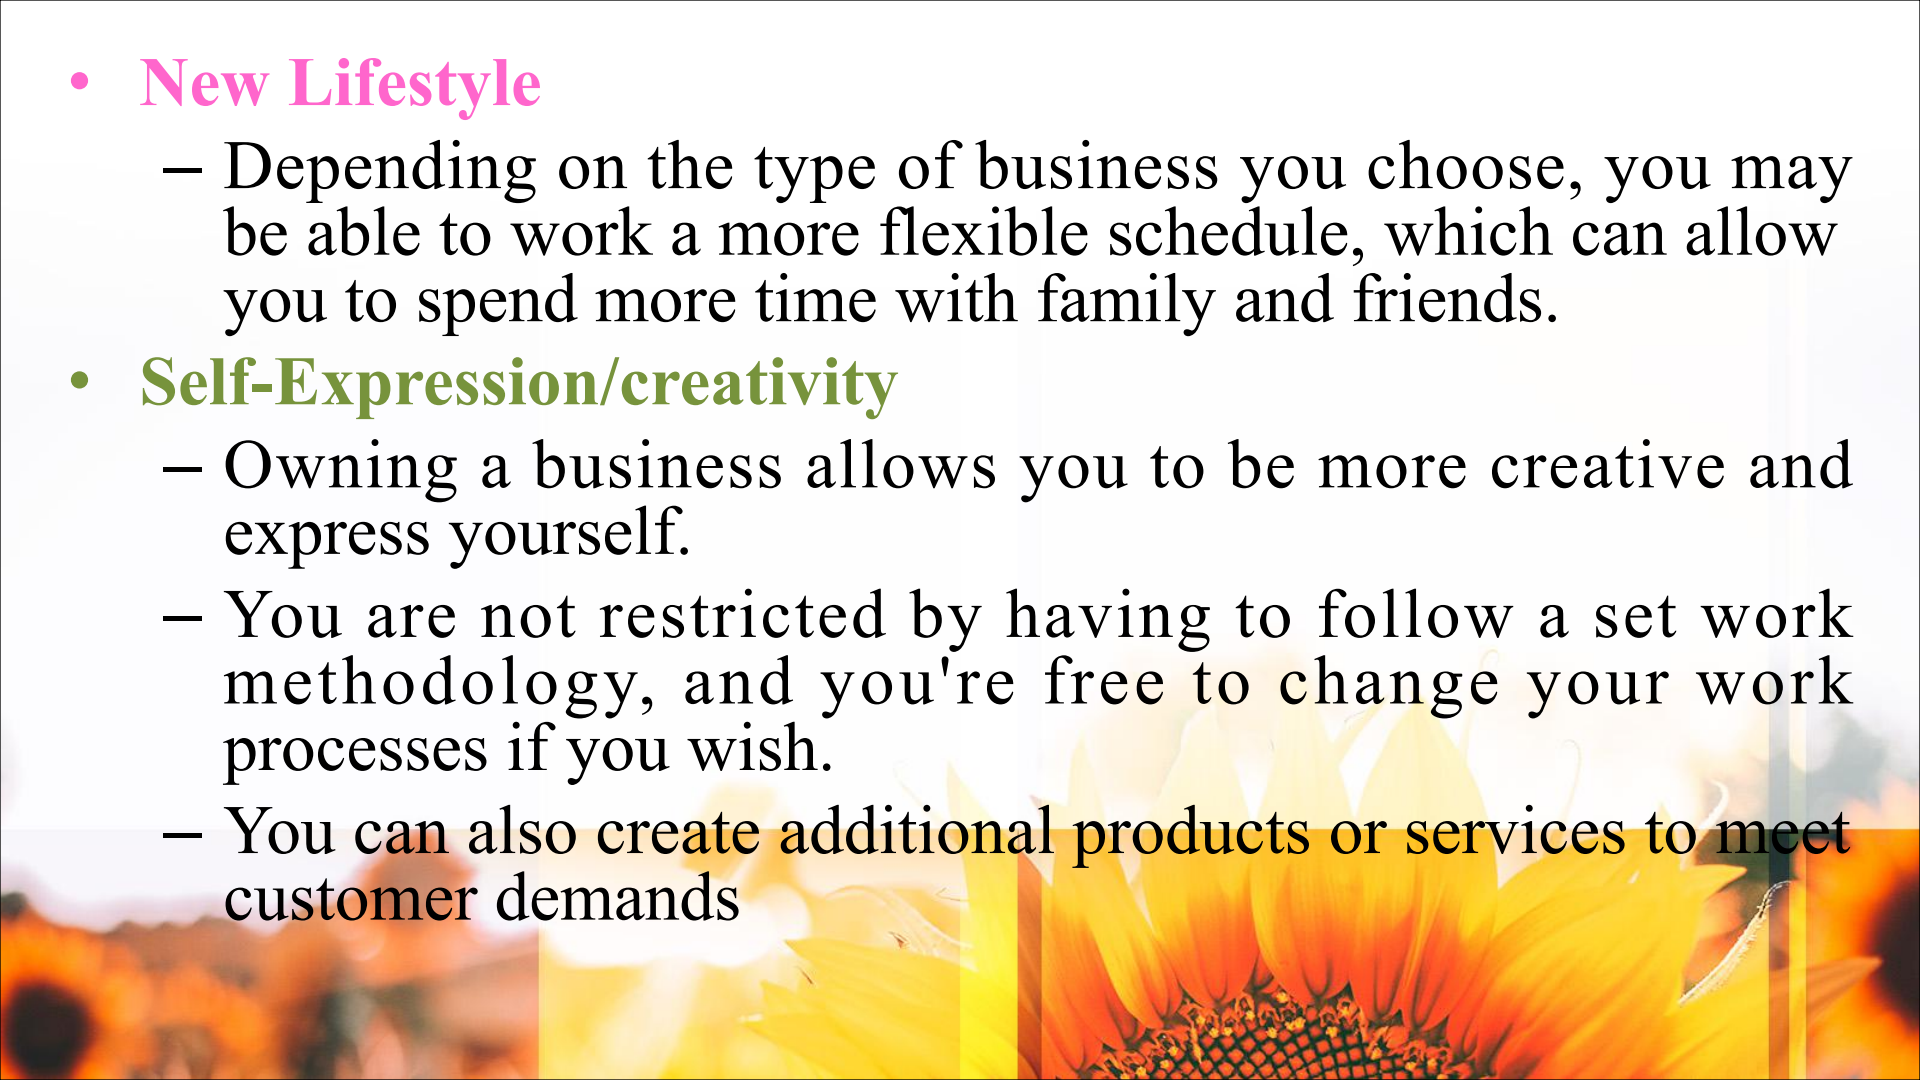 • New Lifestyle
– Depending on the type of business you choose, you may
be able to work a more flexible schedule, which can allow
you to spend more time with family and friends.
• Self-Expression/creativity
– Owning a business allows you to be more creative and
express yourself.
– You are not restricted by having to follow a set work
methodology, and you're free to change your work
processes if you wish.
– You can also create additional products or services to meet
customer demands